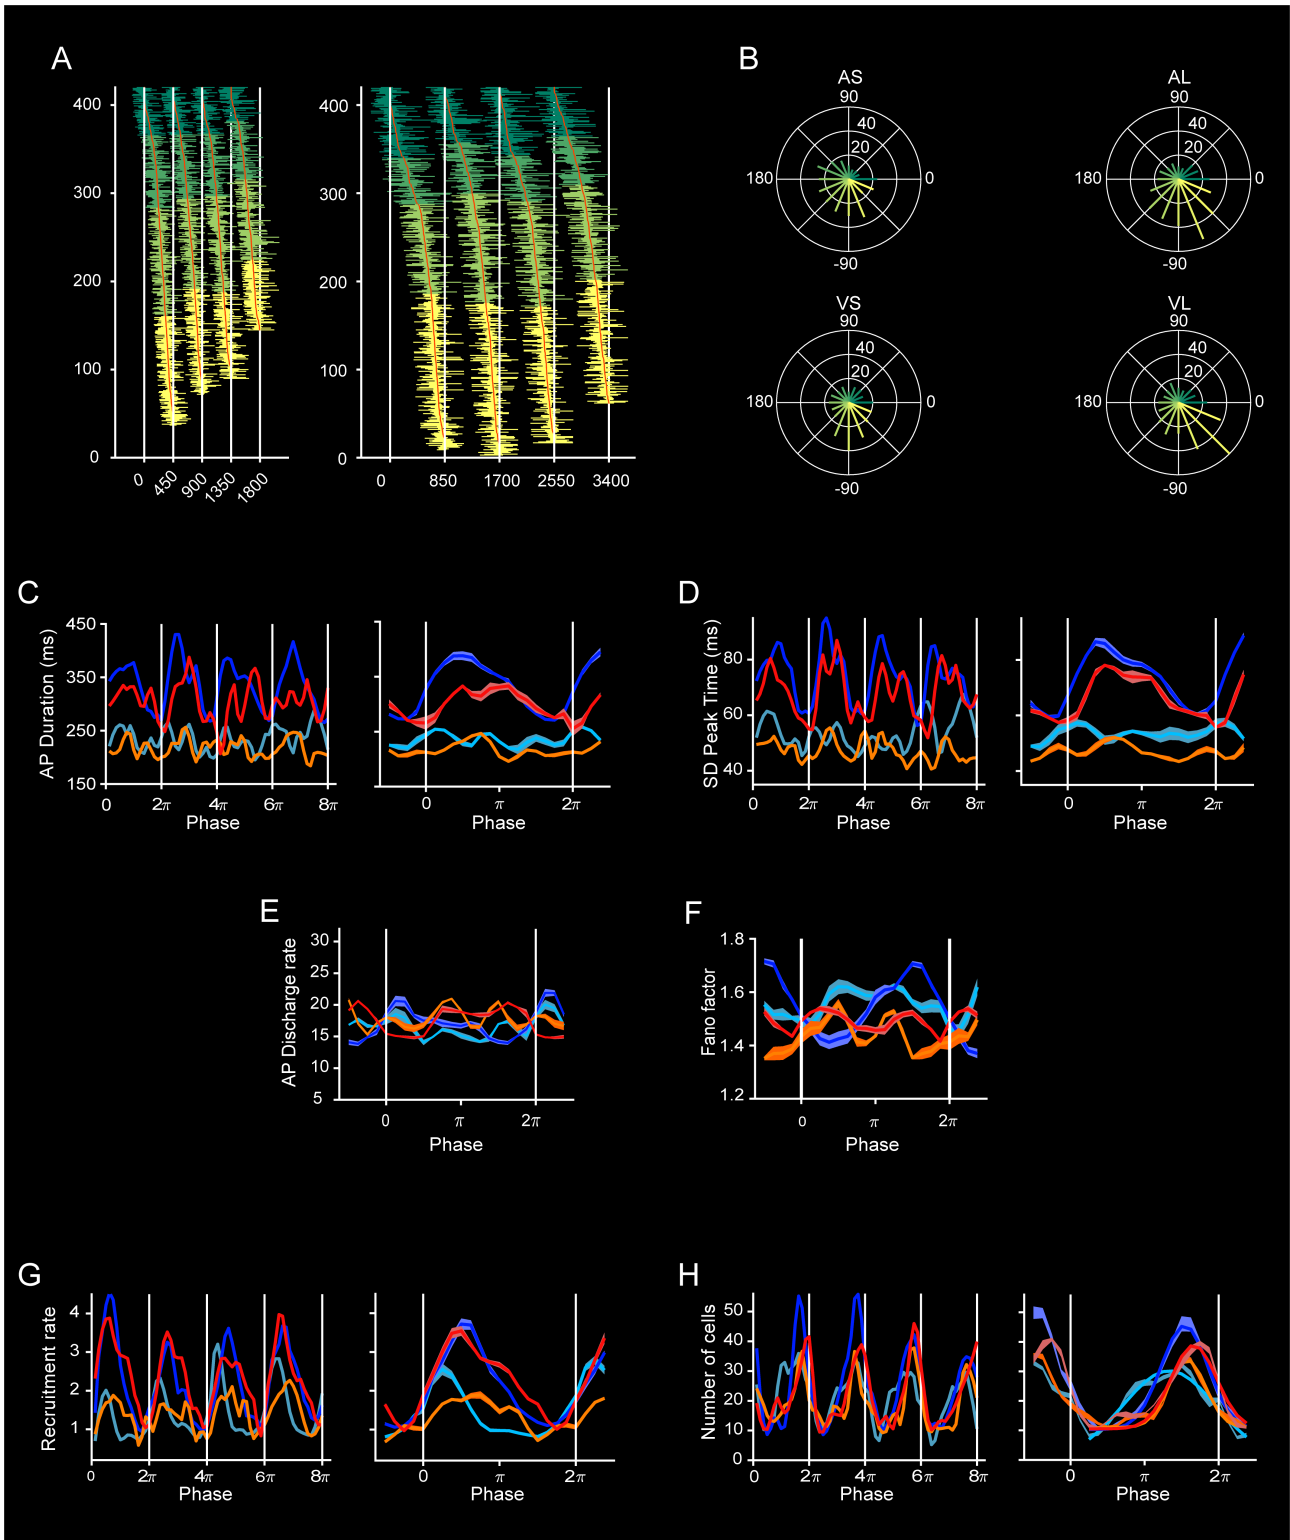 A
400
300
200
100
0
0 450 900 1350 1800
400
300
200
100
0
0 850 1700 2550 3400
B
AS
90
40
20
180 0
-90
AL
90
40
20
180 0
-90
VS
90
40
20
180 0
-90
VL
90
40
20
180 0
-90
C
AP Duration (ms)
450
350
250
150
0 2π 4π 6π 8π
Phase
0 π 2π
Phase
D
SD Peak Time (ms)
80
60
40
0 2π 4π 6π 8π
Phase
0 π 2π
Phase
E
AP Discharge rate
30
25
20
15
10
5
0 π 2π
Phase
F
Fano factor
1.8
1.6
1.4
1.2
0 π 2π
Phase
G
Recruitment rate
4
3
2
1
0 2π 4π 6π 8π
Phase
0 π 2π
Phase
H
Number of cells
50
40
30
20
10
0
0 2π 4π 6π 8π
Phase
0 π 2π
Phase